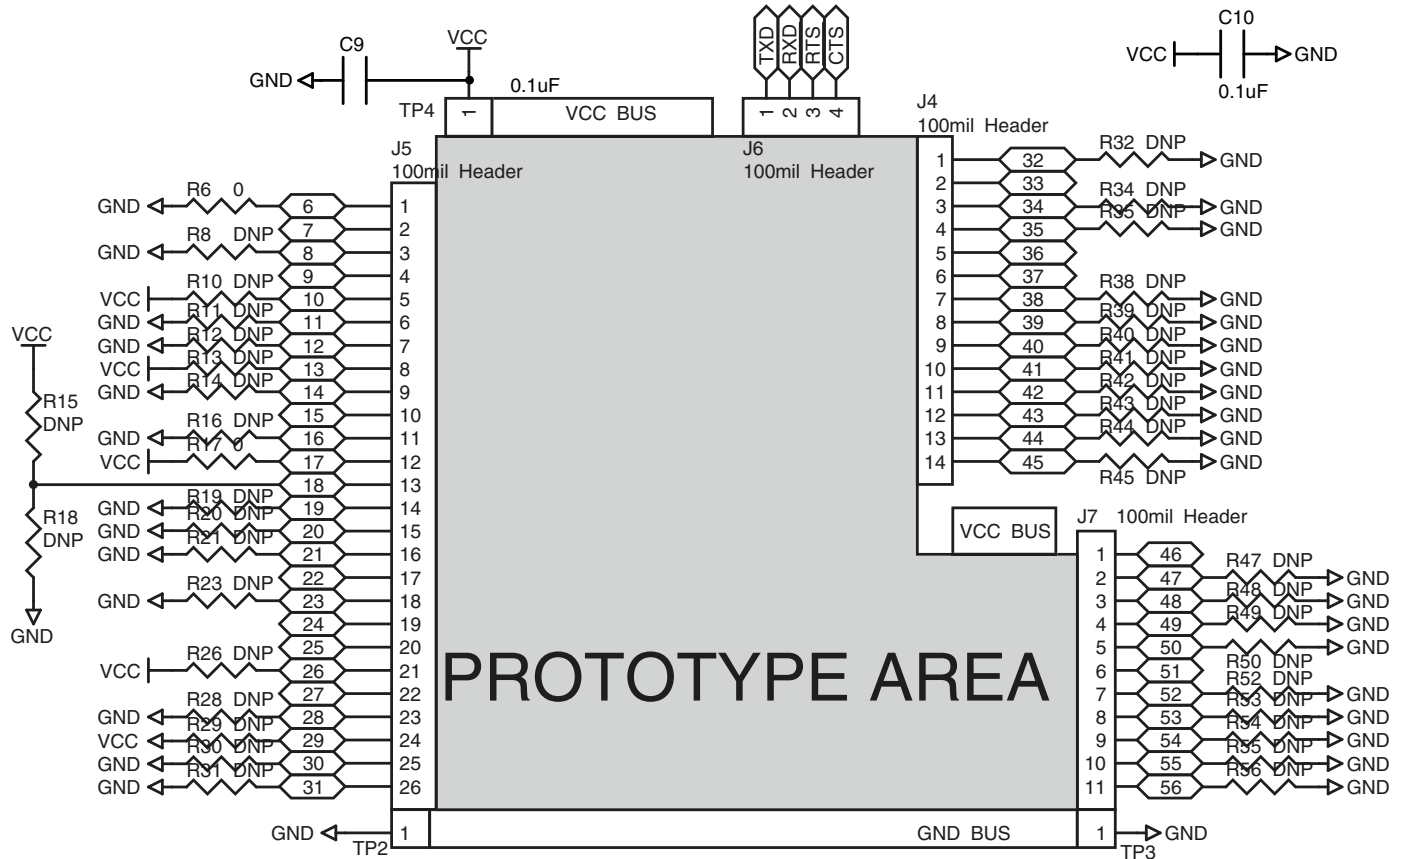 C9
VCC
GND
0.1uF
TP4
1
VCC BUS
TXD
RXD
RTS
CTS
1 2 3 4
J6
100mil Header
C10
VCC
GND
0.1uF
J5
100mil Header
GND R6 0 6 1
7 2
GND R8 DNP 8 3
9 4
VCC R10 DNP 10 5
GND R11 DNP 11 6
GND R12 DNP 12 7
VCC R13 DNP 13 8
GND R14 DNP 14 9
15 10
GND R16 DNP 16 11
VCC R17 0 17 12
18 13
GND R19 DNP 19 14
GND R20 DNP 20 15
GND R21 DNP 21 16
22 17
GND R23 DNP 23 18
24 19
25 20
VCC R26 DNP 26 21
27 22
GND R28 DNP 28 23
VCC R29 DNP 29 24
GND R30 DNP 30 25
GND R31 DNP 31 26
VCC
R15
DNP
R18
DNP
GND
J4
100mil Header
1 32 R32 DNP GND
2 33
3 34 R34 DNP GND
4 35 R35 DNP GND
5 36
6 37
7 38 R38 DNP GND
8 39 R39 DNP GND
9 40 R40 DNP GND
10 41 R41 DNP GND
11 42 R42 DNP GND
12 43 R43 DNP GND
13 44 R44 DNP GND
14 45 R45 DNP GND
VCC BUS
J7 100mil Header
1 46
2 47 R47 DNP GND
3 48 R48 DNP GND
4 49 R49 DNP GND
5 50 R50 DNP GND
6 51
7 52 R52 DNP GND
8 53 R53 DNP GND
9 54 R54 DNP GND
10 55 R55 DNP GND
11 56 R56 DNP GND
PROTOTYPE AREA
GND 1 GND BUS 1 GND
TP2 TP3